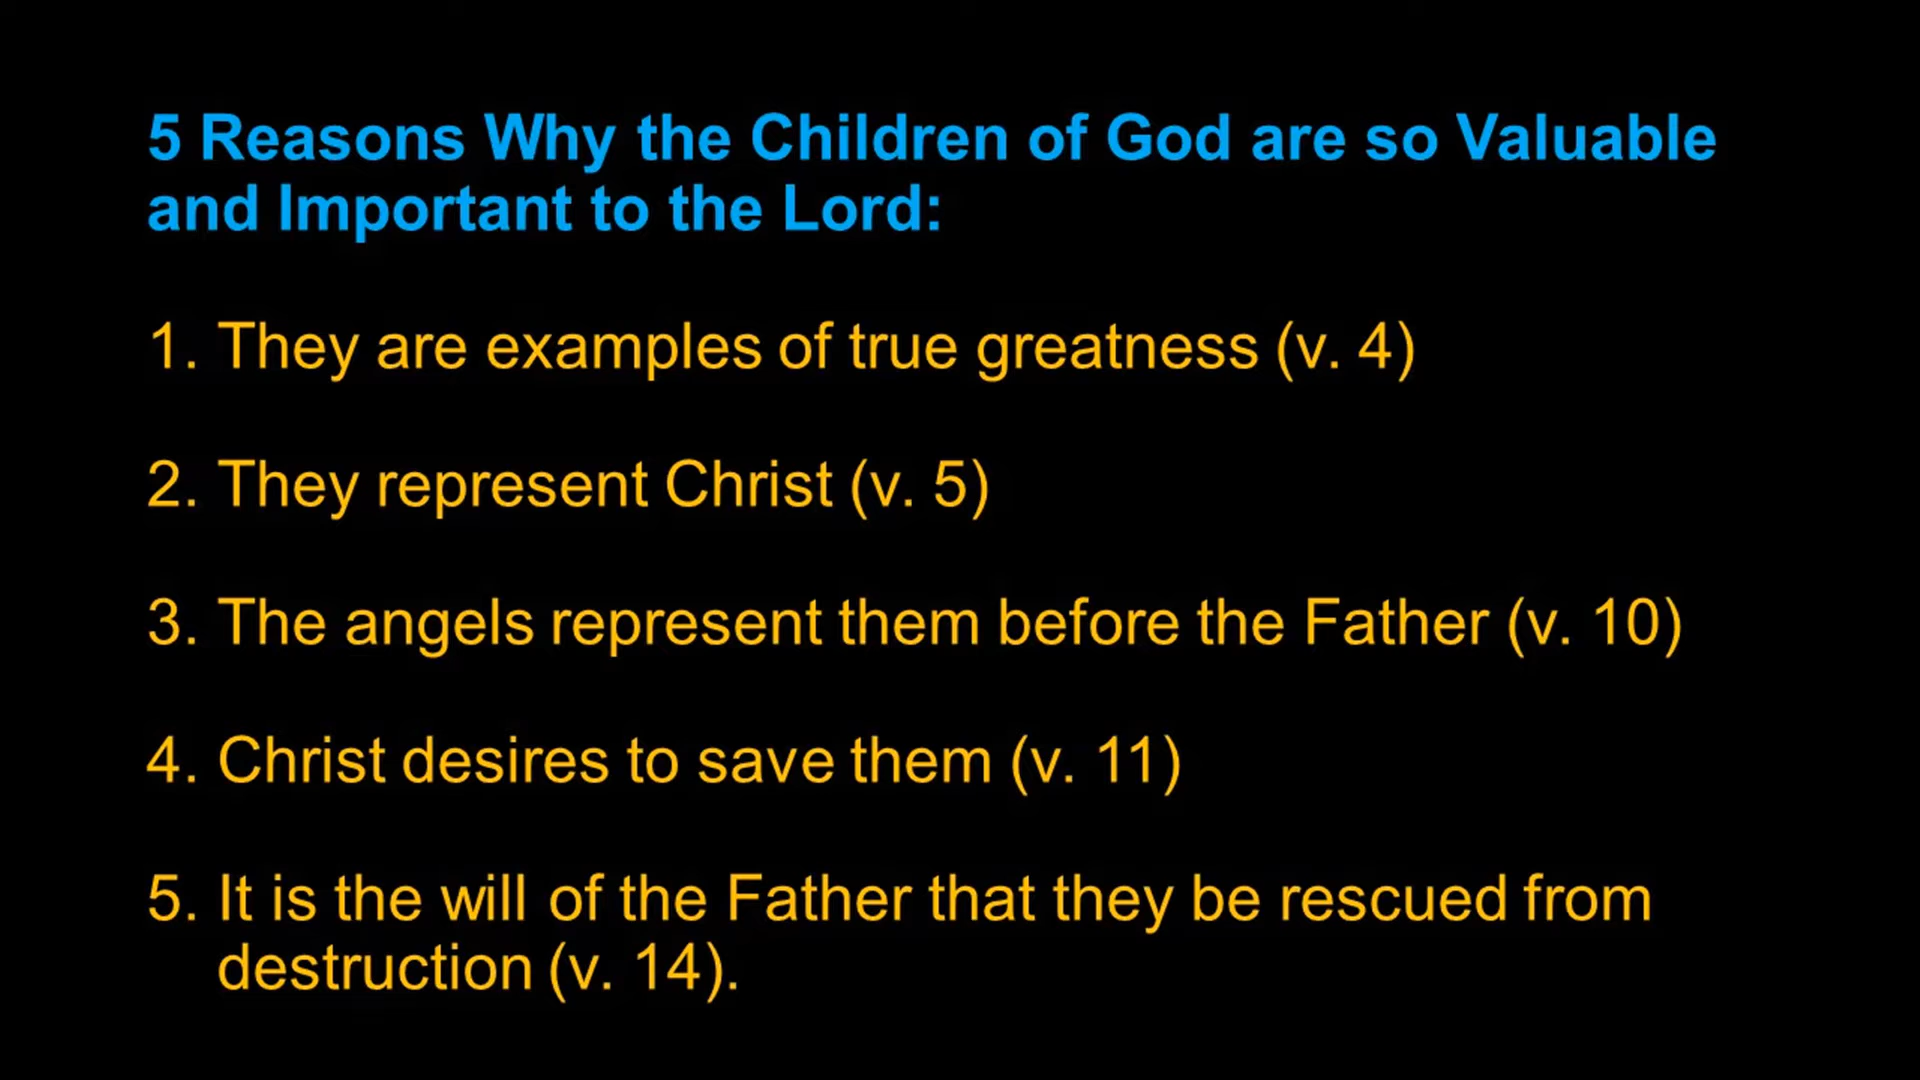 5 Reasons Why the Children of God are so Valuable
and Important to the Lord:
1. They are examples of true greatness (v. 4)
2. They represent Christ (v. 5)
3. The angels represent them before the Father (v. 10)
4. Christ desires to save them (v. 11)
5. It is the will of the Father that they be rescued from
destruction (v. 14).